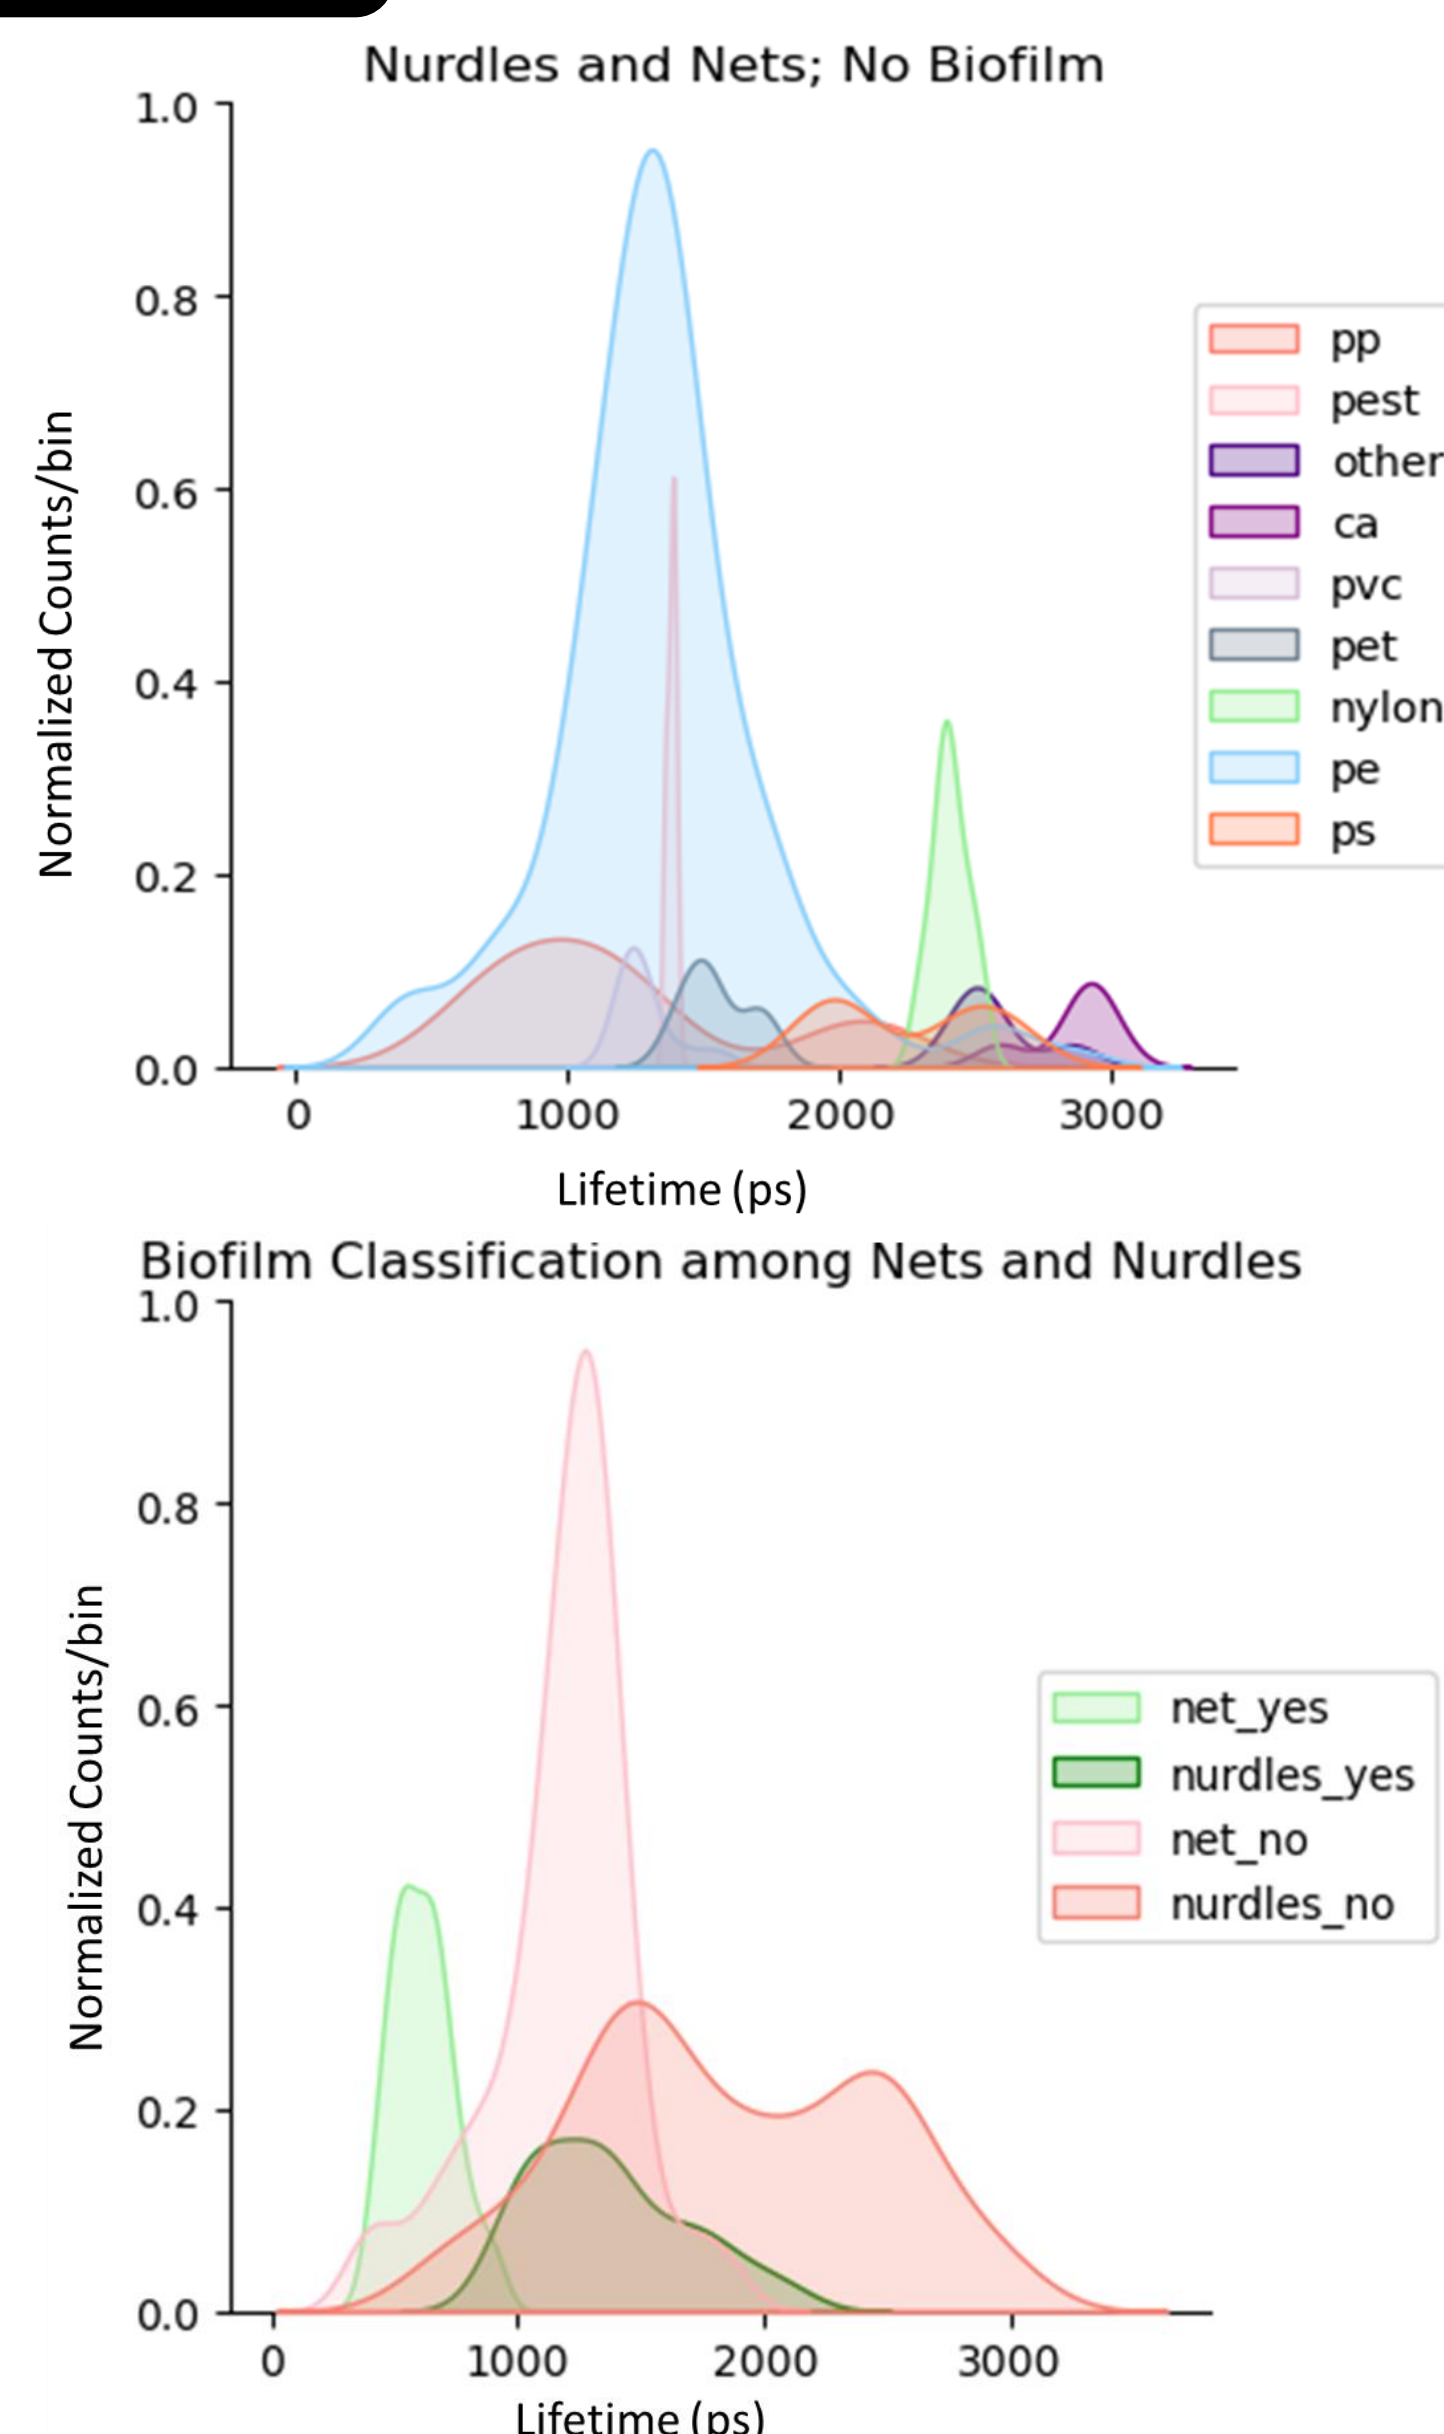 Nurdles and Nets; No Biofilm
1.0
0.8
0.6
0.4
0.2
0.0
Normalized Counts/bin
0 1000 2000 3000
Lifetime (ps)
pp
pest
other
ca
pvc
pet
nylon
pe
ps
Biofilm Classification among Nets and Nurdles
1.0
0.8
0.6
0.4
0.2
0.0
Normalized Counts/bin
0 1000 2000 3000
Lifetime (ps)
net_yes
nurdles_yes
net_no
nurdles_no